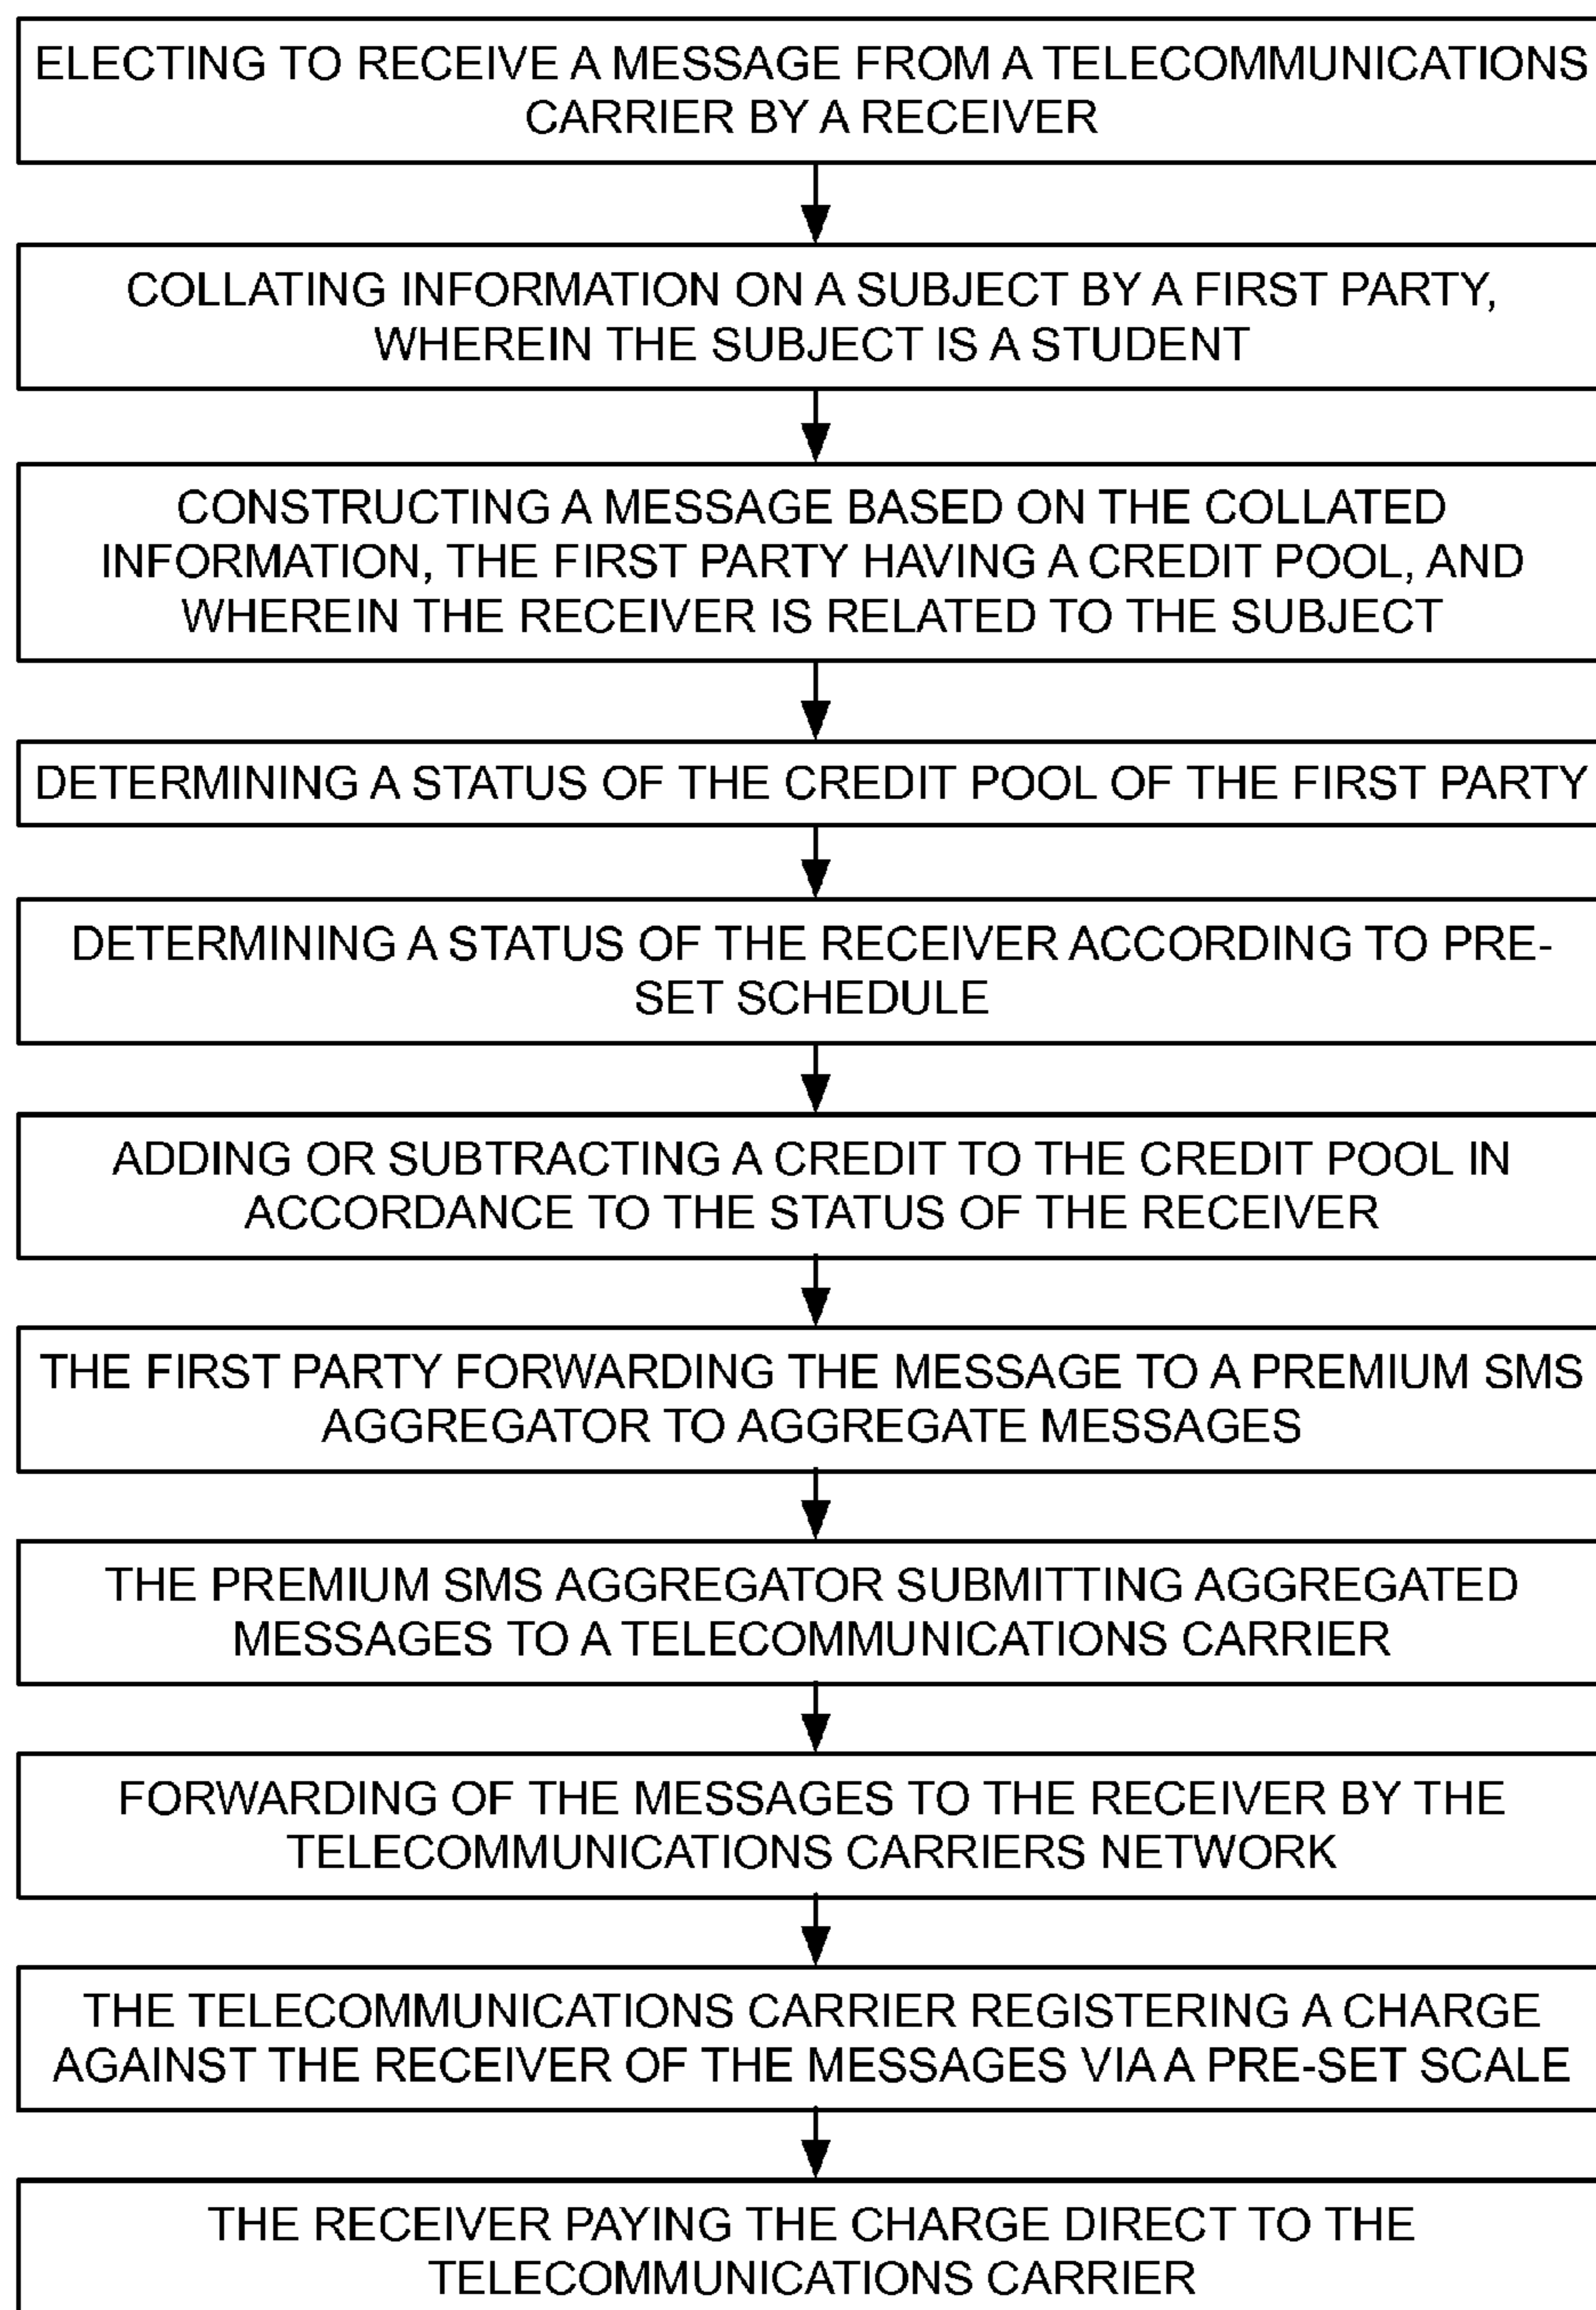 ELECTING TO RECEIVE A MESSAGE FROM A TELECOMMUNICATIONS
CARRIER BY A RECEIVER
COLLATING INFORMATION ON A SUBJECT BY A FIRST PARTY,
WHEREIN THE SUBJECT IS A STUDENT
CONSTRUCTING A MESSAGE BASED ON THE COLLATED
INFORMATION, THE FIRST PARTY HAVING A CREDIT POOL, AND
WHEREIN THE RECEIVER IS RELATED TO THE SUBJECT
DETERMINING A STATUS OF THE CREDIT POOL OF THE FIRST PARTY
DETERMINING A STATUS OF THE RECEIVER ACCORDING TO PRE-
SET SCHEDULE
ADDING OR SUBTRACTING A CREDIT TO THE CREDIT POOL IN
ACCORDANCE TO THE STATUS OF THE RECEIVER
THE FIRST PARTY FORWARDING THE MESSAGE TO A PREMIUM SMS
AGGREGATOR TO AGGREGATE MESSAGES
THE PREMIUM SMS AGGREGATOR SUBMITTING AGGREGATED
MESSAGES TO A TELECOMMUNICATIONS CARRIER
FORWARDING OF THE MESSAGES TO THE RECEIVER BY THE
TELECOMMUNICATIONS CARRIERS NETWORK
THE TELECOMMUNICATIONS CARRIER REGISTERING A CHARGE
AGAINST THE RECEIVER OF THE MESSAGES VIA A PRE-SET SCALE
THE RECEIVER PAYING THE CHARGE DIRECT TO THE
TELECOMMUNICATIONS CARRIER